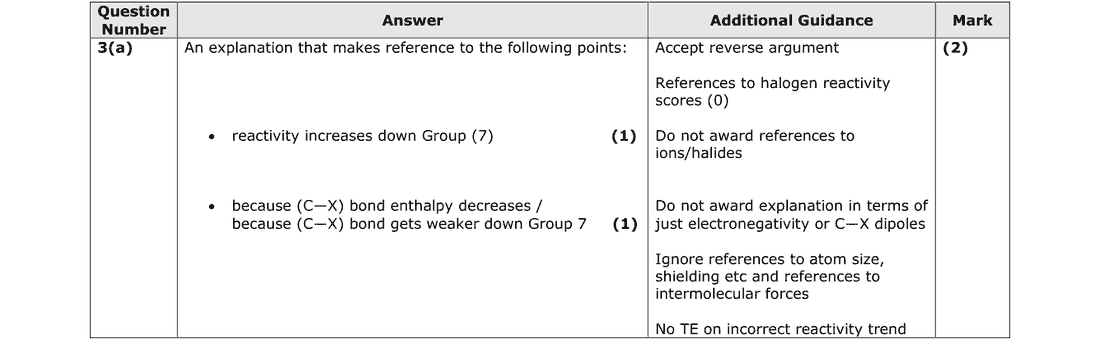 Question Number
Answer
Additional Guidance
Mark
3(a)
An explanation that makes reference to the following points:
Accept reverse argument
(2)
References to halogen reactivity
scores (0)
• reactivity increases down Group (7) (1)
Do not award references to
ions/halides
• because (C—X) bond enthalpy decreases /
because (C—X) bond gets weaker down Group 7 (1)
Do not award explanation in terms of
just electronegativity or C—X dipoles
Ignore references to atom size,
shielding etc and references to
intermolecular forces
No TE on incorrect reactivity trend